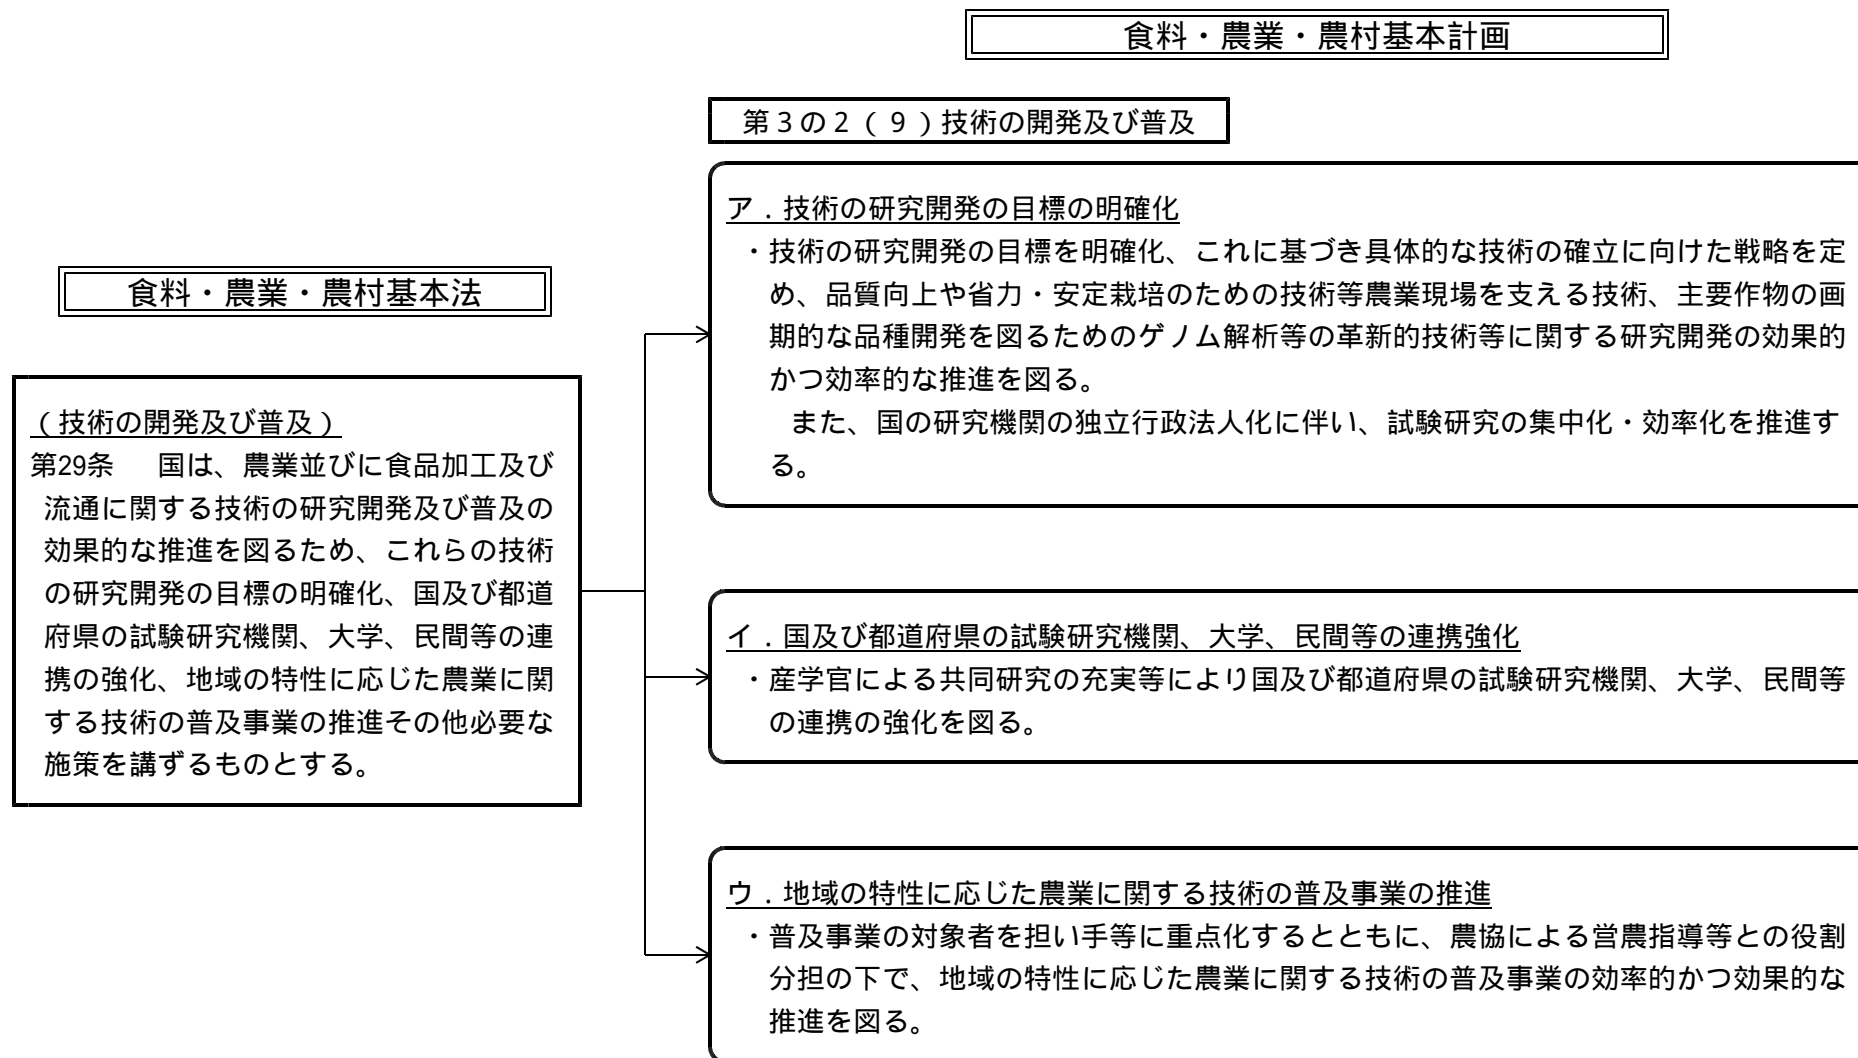 食料・農業・農村基本計画
第3の2(9)技術の開発及び普及
ア.技術の研究開発の目標の明確化
・技術の研究開発の目標を明確化、これに基づき具体的な技術の確立に向けた戦略を定
め、品質向上や省力・安定栽培のための技術等農業現場を支える技術、主要作物の画
期的な品種開発を図るためのゲノム解析等の革新的技術等に関する研究開発の効果的
かつ効率的な推進を図る。
また、国の研究機関の独立行政法人化に伴い、試験研究の集中化・効率化を推進す
る。
食料・農業・農村基本法
(技術の開発及び普及)
第29条 国は、農業並びに食品加工及び
流通に関する技術の研究開発及び普及の
効果的な推進を図るため、これらの技術
の研究開発の目標の明確化、国及び都道
府県の試験研究機関、大学、民間等の連
携の強化、地域の特性に応じた農業に関
する技術の普及事業の推進その他必要な
施策を講ずるものとする。
イ.国及び都道府県の試験研究機関、大学、民間等の連携強化
・産学官による共同研究の充実等により国及び都道府県の試験研究機関、大学、民間等
の連携の強化を図る。
ウ.地域の特性に応じた農業に関する技術の普及事業の推進
・普及事業の対象者を担い手等に重点化するとともに、農協による営農指導等との役割
分担の下で、地域の特性に応じた農業に関する技術の普及事業の効率的かつ効果的な
推進を図る。